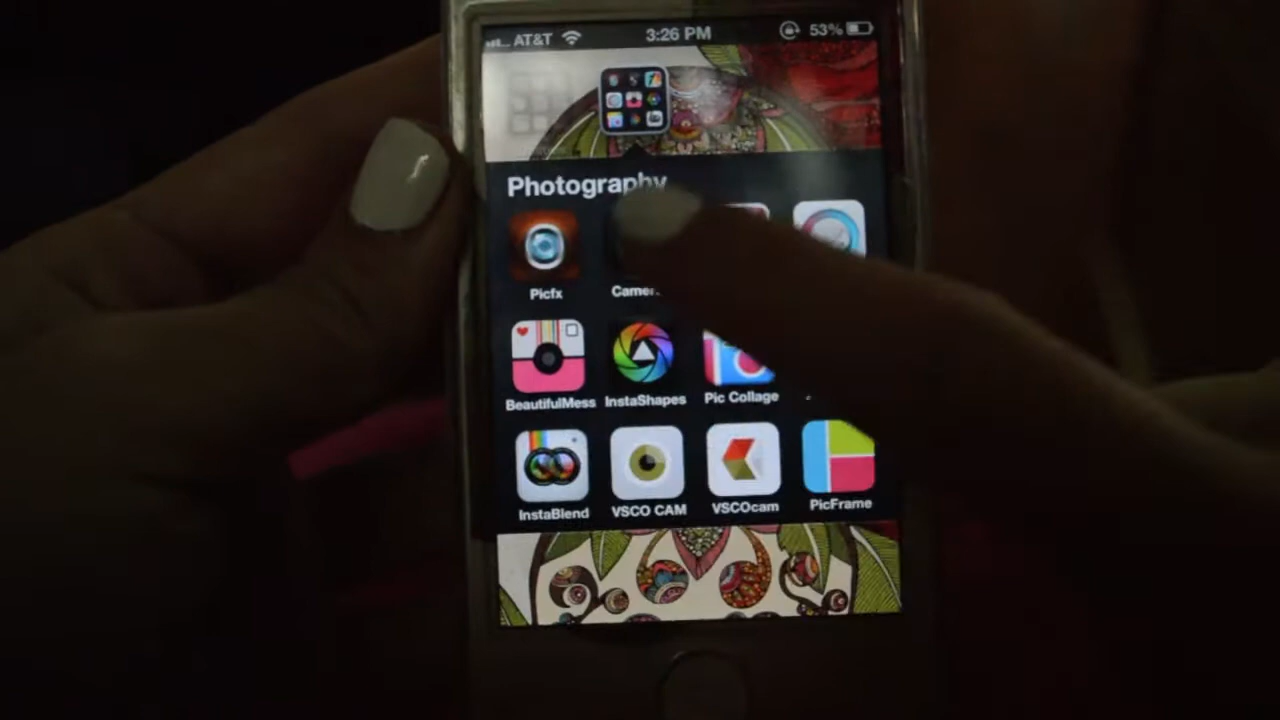 AT&T 3:26 PM 53%
Photography
Picfx
BeautifulMess InstaShapes Pic Collage
InstaBlend VSCO CAM VSCOcam PicFrame